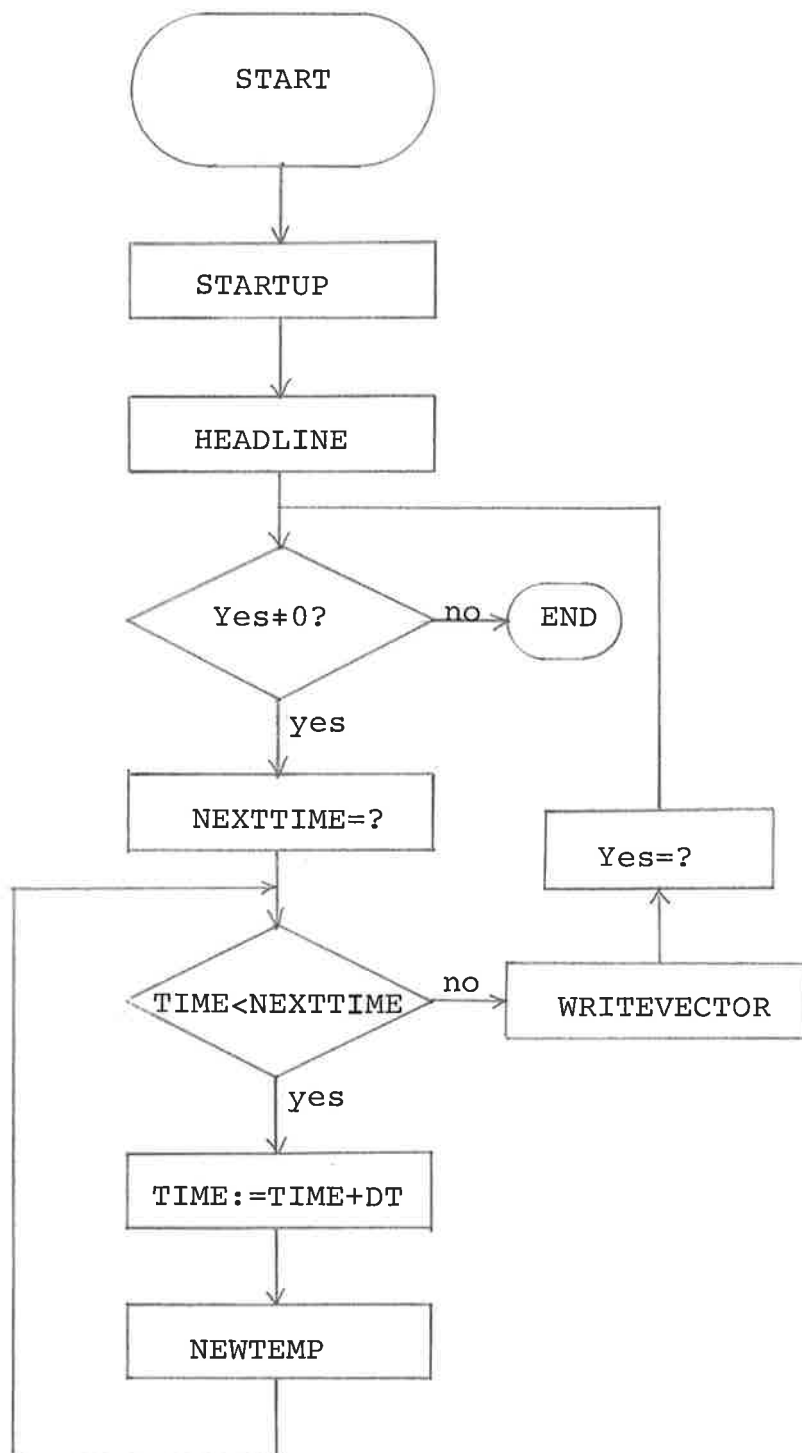 START
STARTUP
HEADLINE
Yes≠0?
no
END
yes
NEXTTIME=?
Yes=?
TIME<NEXTTIME
no
WRITEVECTOR
yes
TIME:=TIME+DT
NEWTEMP